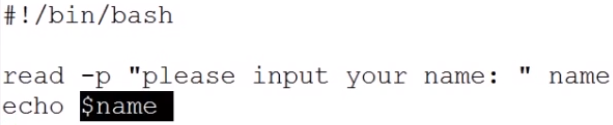 #!/bin/bash
read -p "please input your name: " name
echo $name